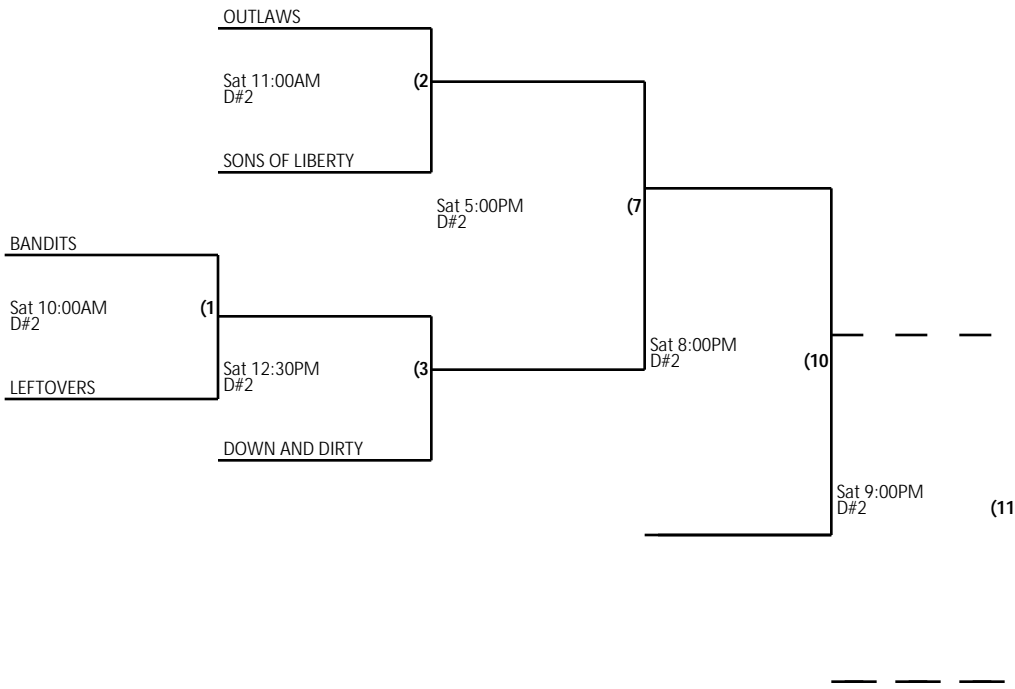 OUTLAWS
Sat 11:00AM (2
D#2
SONS OF LIBERTY
Sat 5:00PM (7
D#2
BANDITS
Sat 10:00AM (1
D#2
Sat 8:00PM (10
D#2
Sat 12:30PM (3
D#2
LEFTOVERS
DOWN AND DIRTY
Sat 9:00PM (11
D#2